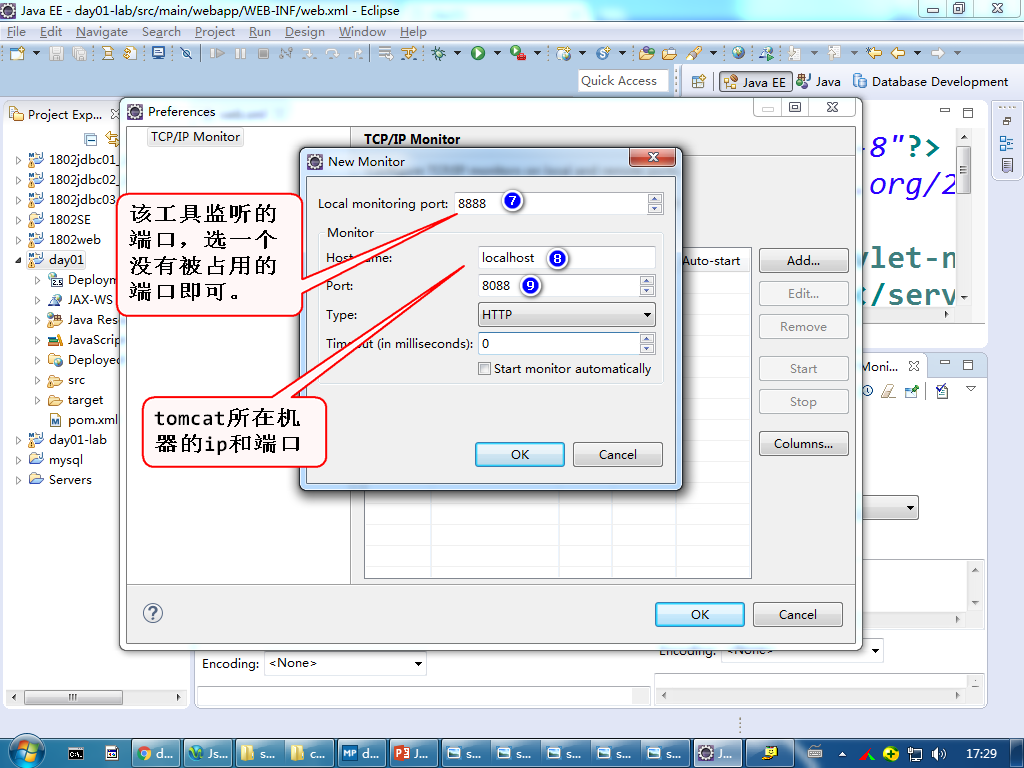 Java EE - day01-lab/src/main/webapp/WEB-INF/web.xml - Eclipse
File Edit Navigate Search Project Run Design Window Help
Quick Access
Java EE
Java
Database Development
Project Exp...
1802jdbc01_
1802jdbc02_
1802jdbc03_
1802SE
1802web
day01
Deploym
JAX-WS
Java Res
JavaScrip
Deployed
src
target
pom.xml
day01-lab
mysql
Servers
Preferences
TCP/IP Monitor
TCP/IP Monitor
New Monitor
Local monitoring port: 8888 7
Monitor
Host name: localhost 8
Port: 8088 9
Type: HTTP
Timeout (in milliseconds): 0
Start monitor automatically
OK
Cancel
该工具监听的
端口，选一个
没有被占用的
端口即可。
tomcat所在机
器的ip和端口
Auto-start
Add...
Edit...
Remove
Start
Stop
Columns...
OK
Cancel
-8"?>
.org/2
vlet-n
</serv
Moni...
Encoding: <None>
Encoding: <None>
C:\.
d...
Js...
s...
c...
MP d...
J...
s...
s...
s...
s...
s...
J...
17:29